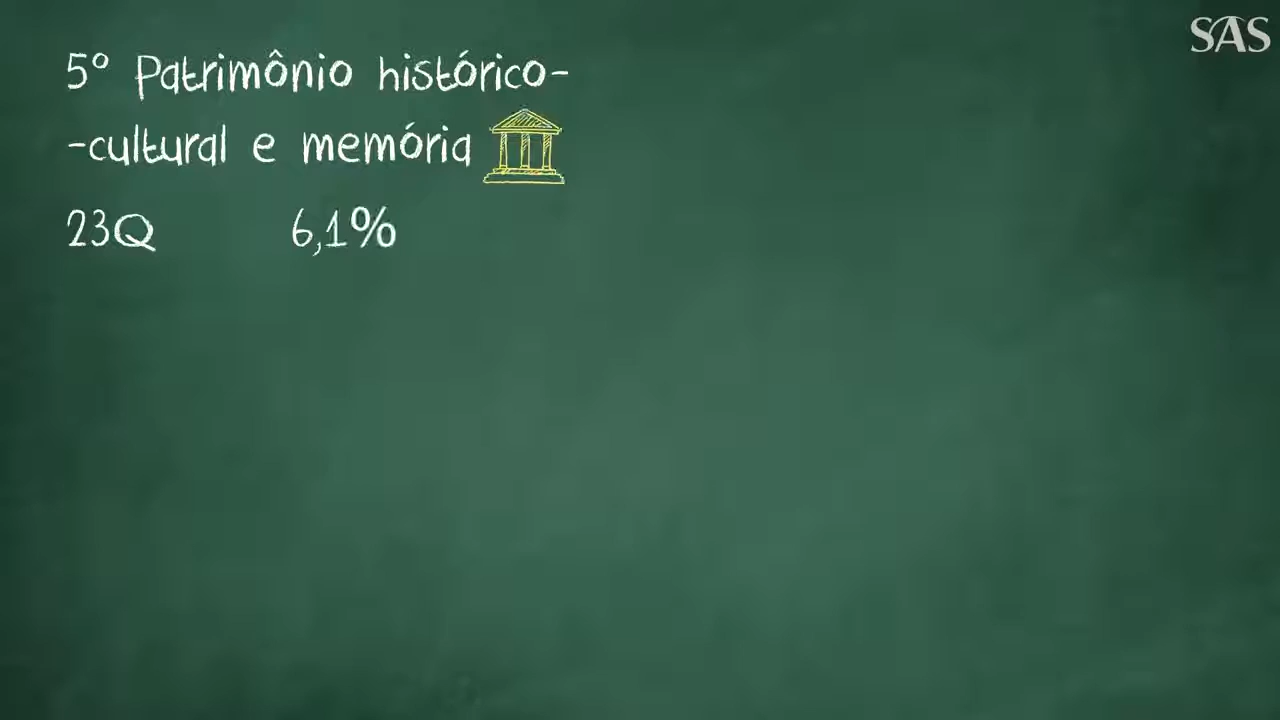 SAS
5º Patrimônio histórico-
-cultural e memória
23Q 6,1%